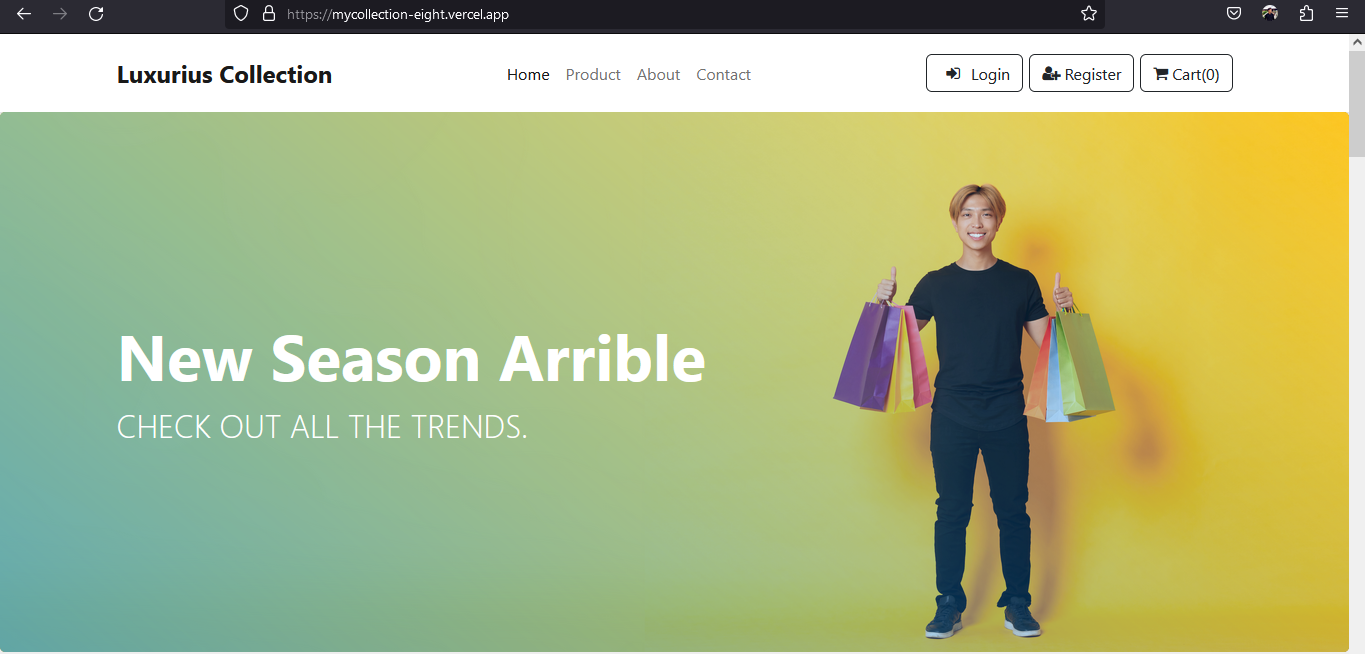 https://mycollection-eight.vercel.app
Luxurius Collection
Home Product About Contact
Login Register Cart(0)
New Season Arrible
CHECK OUT ALL THE TRENDS.